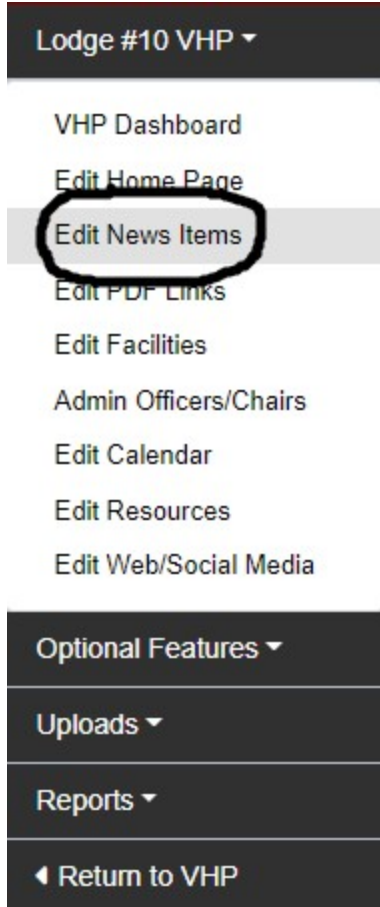 Lodge #10 VHP
VHP Dashboard
Edit Home Page
Edit News Items
Edit PDF Links
Edit Facilities
Admin Officers/Chairs
Edit Calendar
Edit Resources
Edit Web/Social Media
Optional Features
Uploads
Reports
Return to VHP